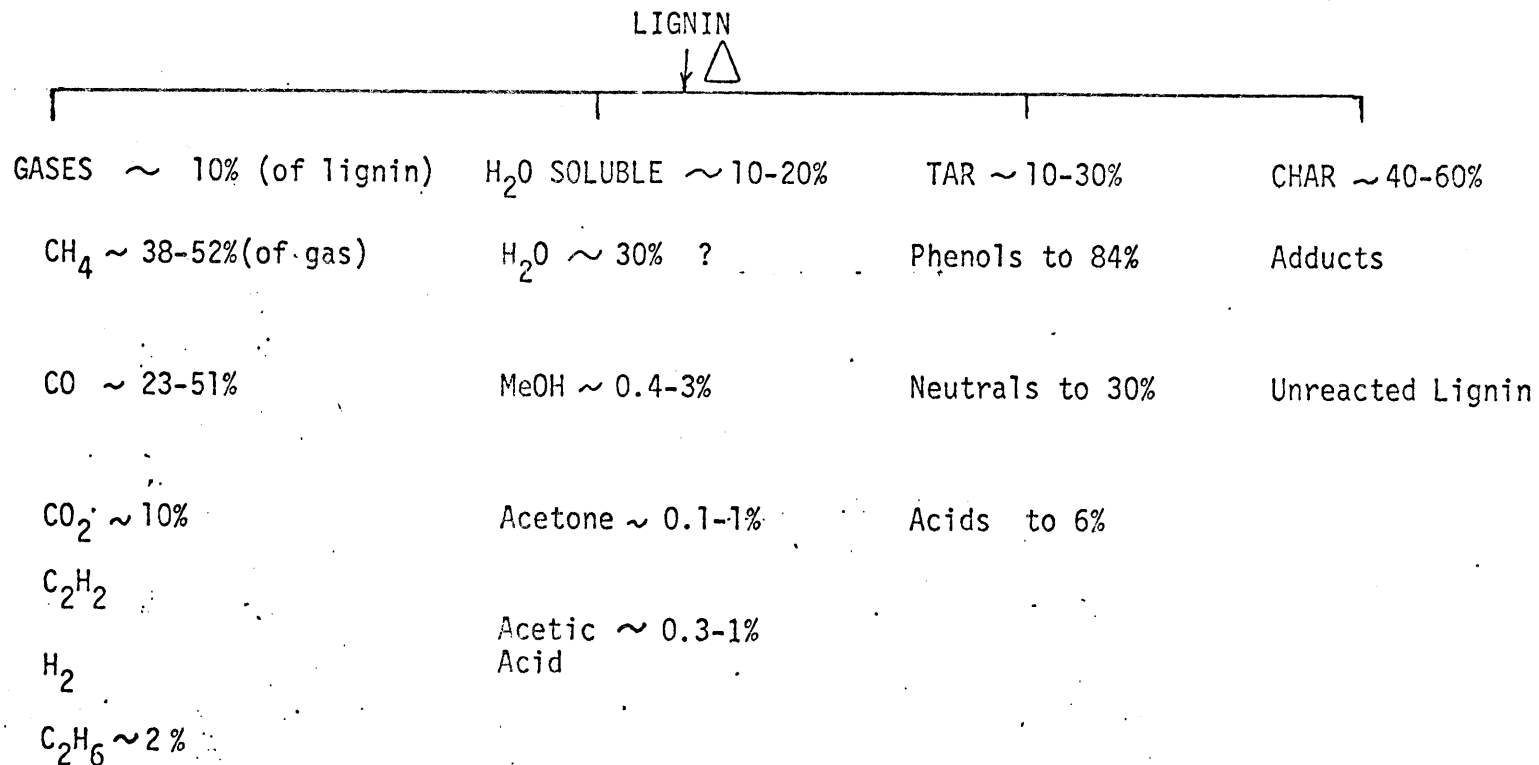 LIGNIN
↓ △
GASES ~ 10% (of lignin)
CH₄ ~ 38-52%(of gas)
CO ~ 23-51%
CO₂ ~ 10%
C₂H₂
H₂
C₂H₆ ~ 2%
H₂O SOLUBLE ~ 10-20%
H₂O ~ 30% ?
MeOH ~ 0.4-3%
Acetone ~ 0.1-1%
Acetic ~ 0.3-1%
Acid
TAR ~ 10-30%
Phenols to 84%
Neutrals to 30%
Acids to 6%
CHAR ~ 40-60%
Adducts
Unreacted Lignin